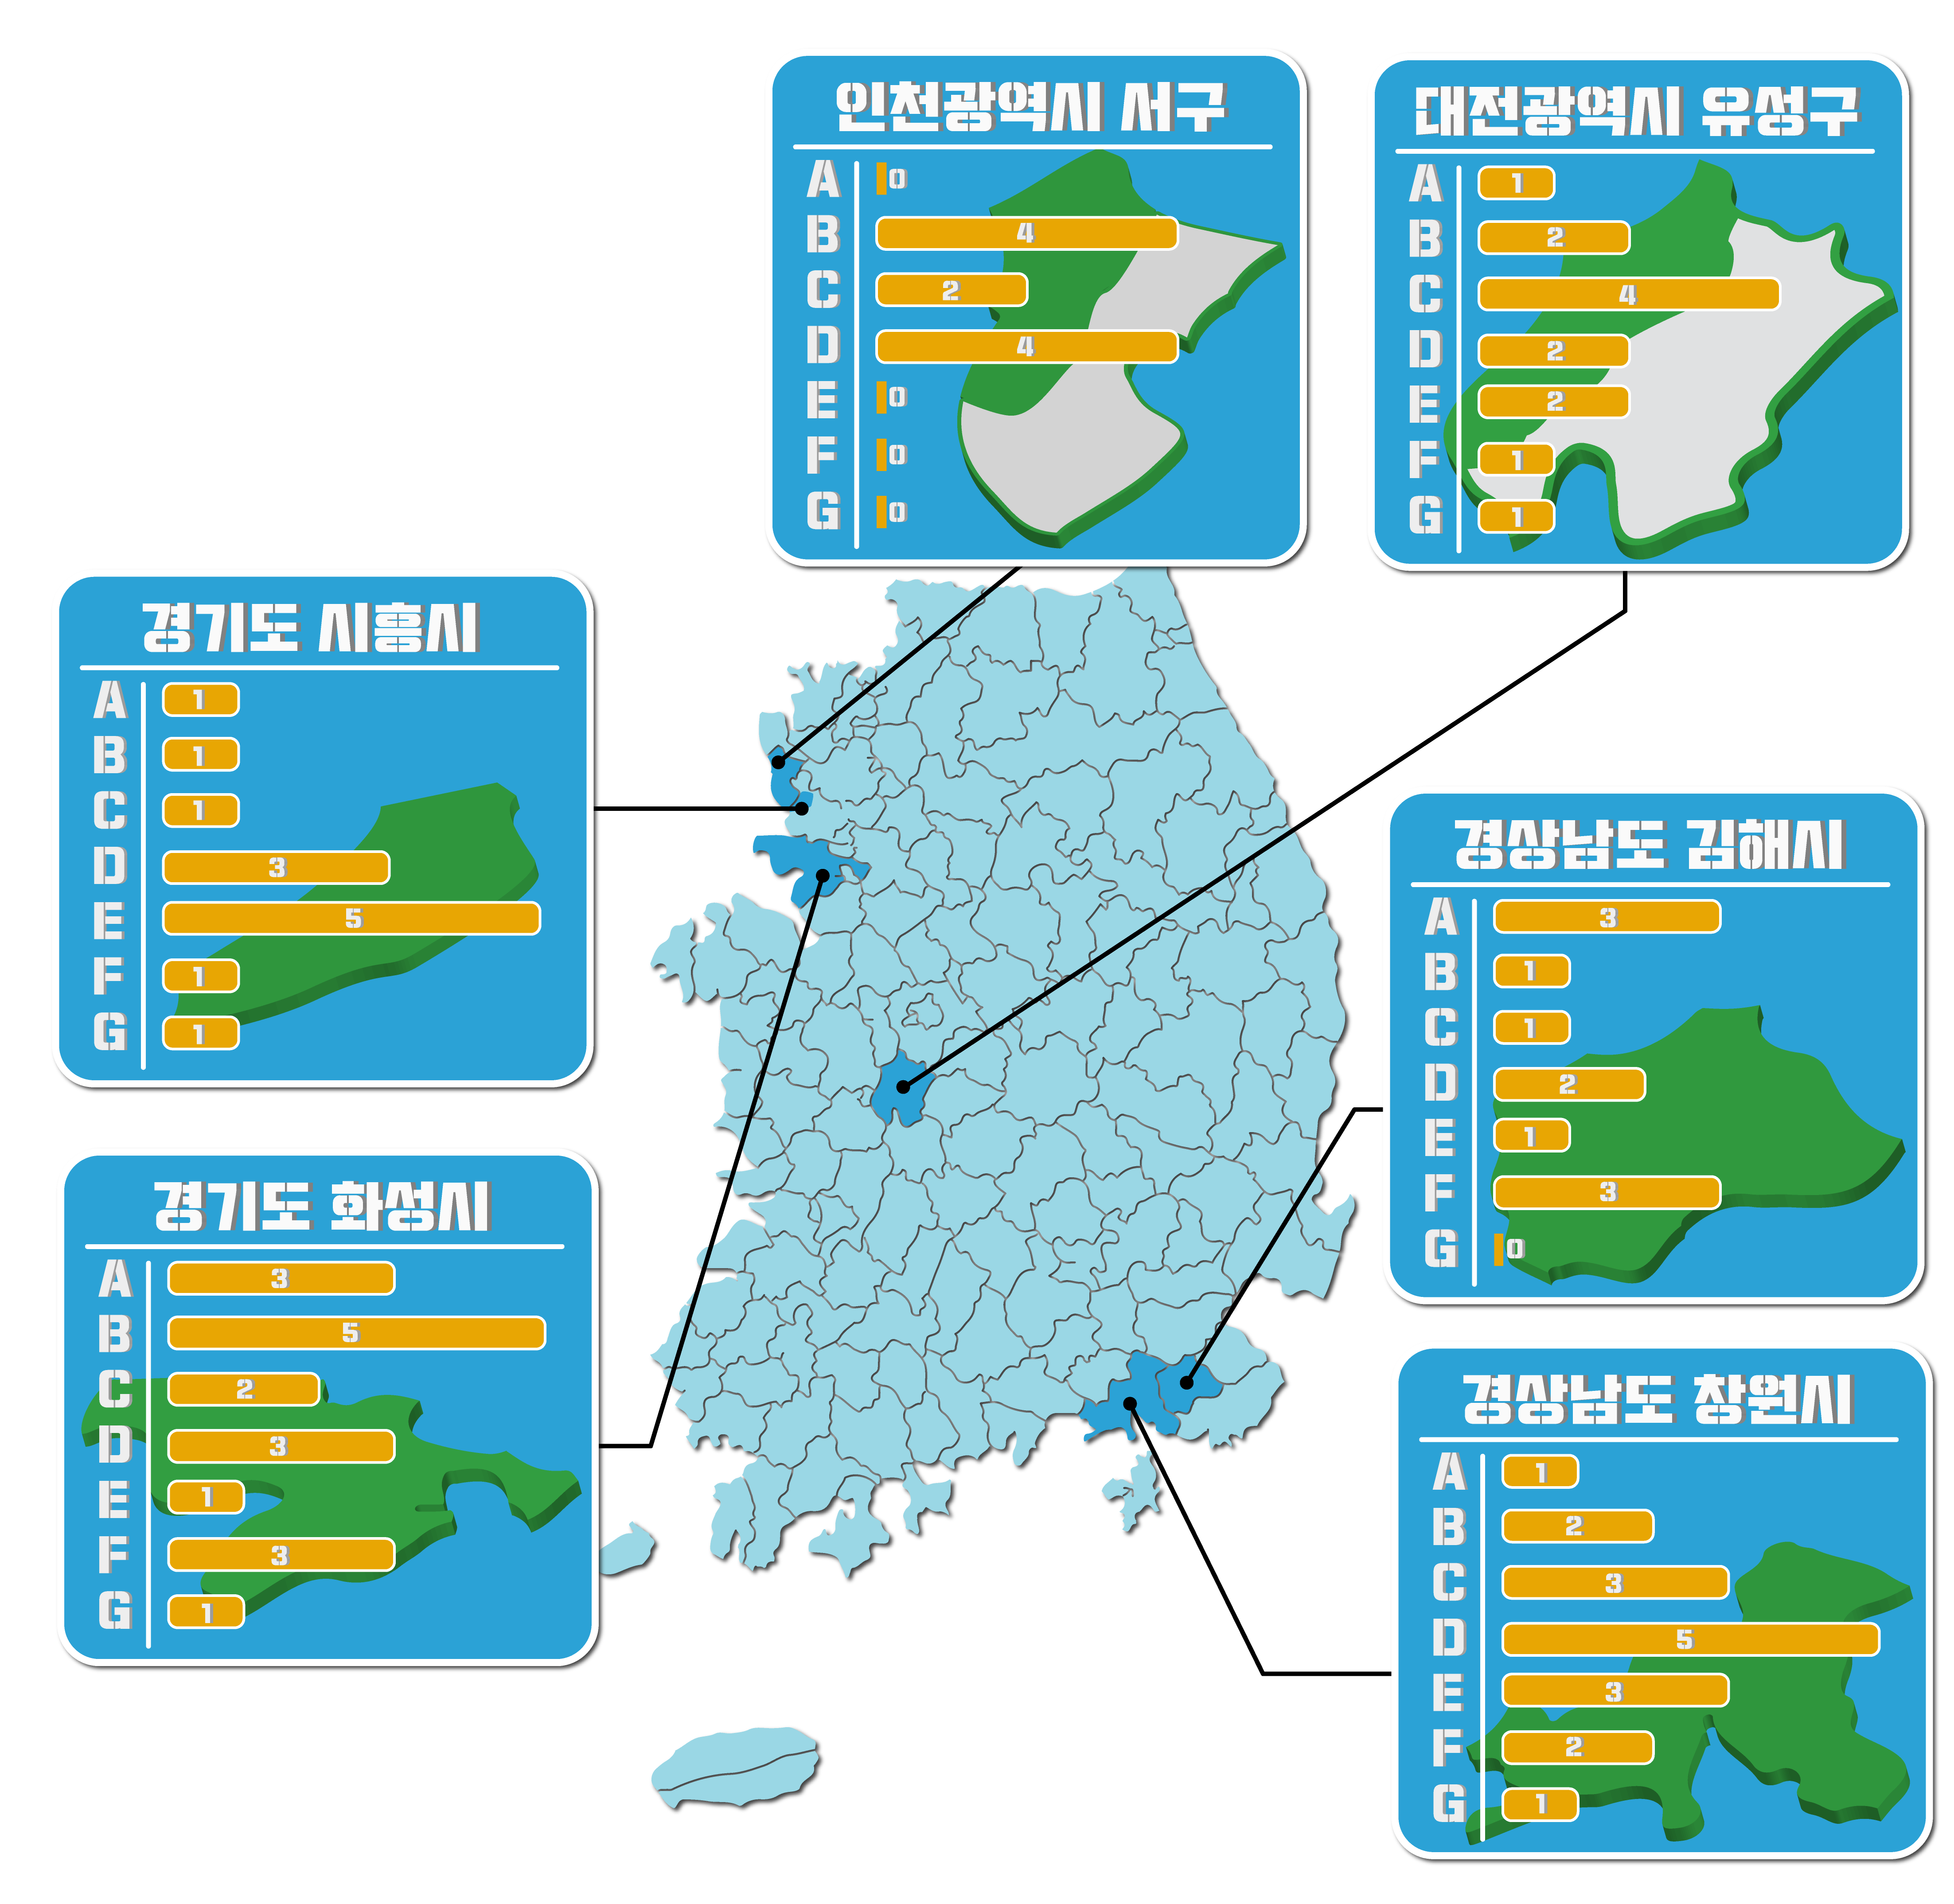 인천광역시 서구
A 0
B 4
C 2
D 4
E 0
F 0
G 0
대전광역시 유성구
A 1
B 2
C 4
D 2
E 2
F 1
G 1
경기도 시흥시
A 1
B 1
C 1
D 3
E 5
F 1
G 1
경상남도 김해시
A 3
B 1
C 1
D 2
E 1
F 3
G 0
경기도 화성시
A 3
B 5
C 2
D 3
E 1
F 3
G 1
경상남도 창원시
A 1
B 2
C 3
D 5
E 3
F 2
G 1